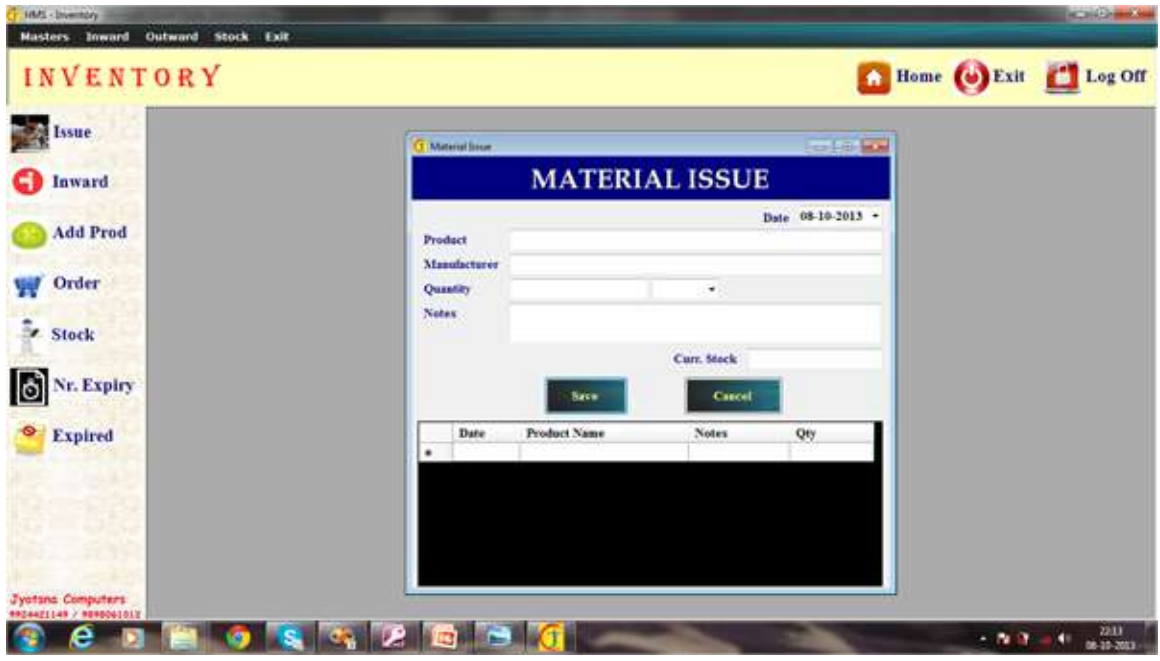 HMS - Inventory
Masters Inward Outward Stock Exit
INVENTORY
Home Exit Log Off
Issue
Inward
Add Prod
Order
Stock
Nr. Expiry
Expired
Material Issue
MATERIAL ISSUE
Date 08-10-2013
Product
Manufacturer
Quantity
Notes
Curr. Stock
Save Cancel
Date Product Name Notes Qty
Jyotsna Computers
22:13
08-10-2013